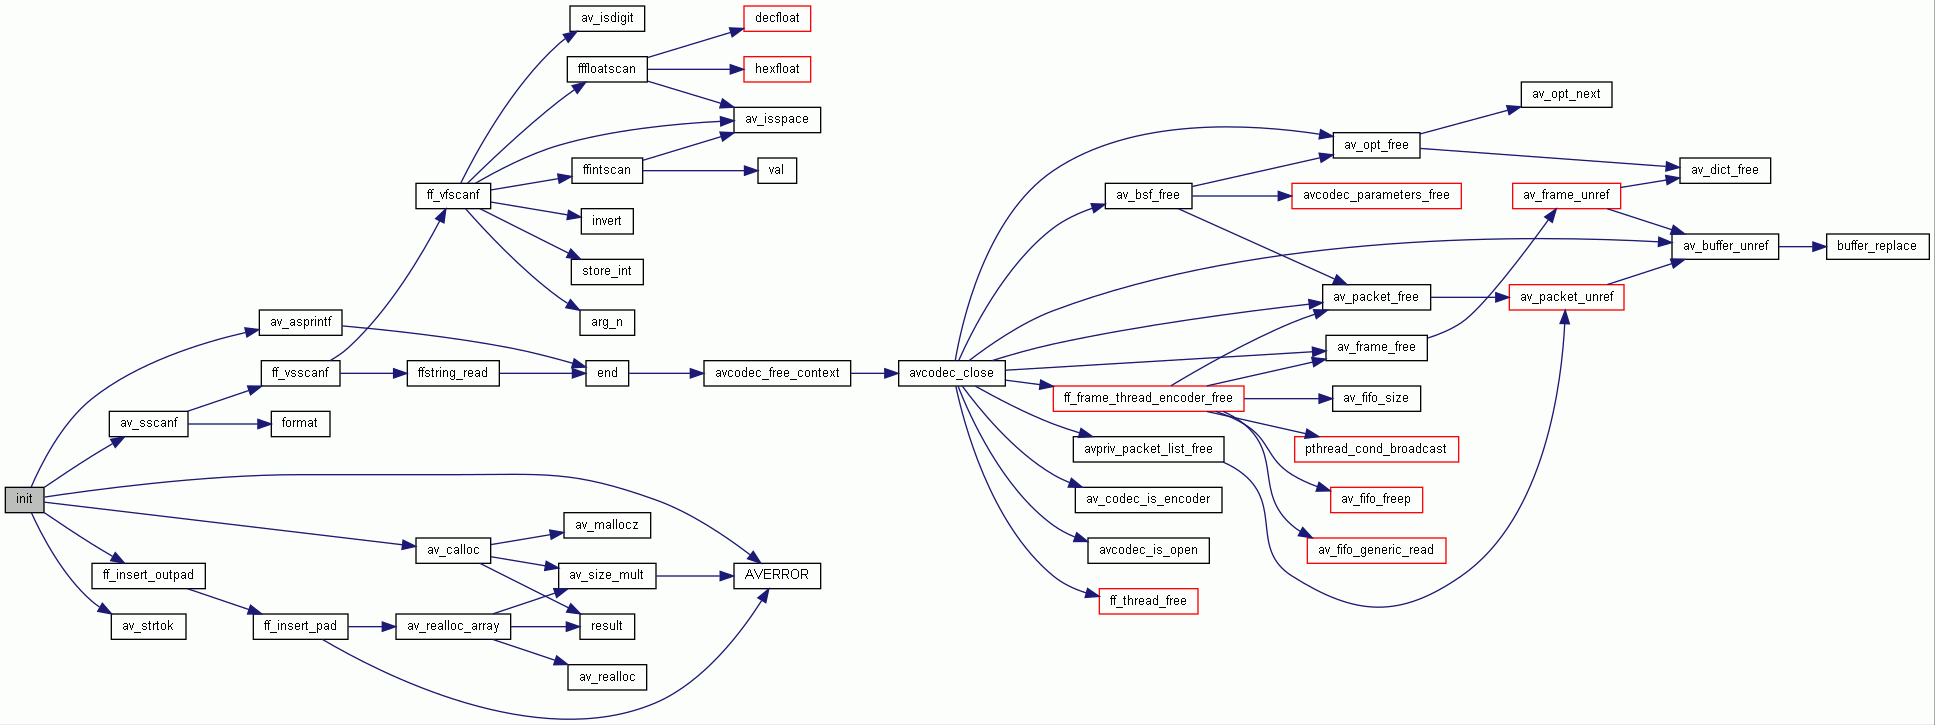 av_isdigit
decfloat
fffloatscan
hexfloat
av_opt_next
av_isspace
av_opt_free
ffintscan
val
av_dict_free
ff_vfscanf
av_bsf_free
avcodec_parameters_free
av_frame_unref
invert
av_buffer_unref
buffer_replace
store_int
av_packet_free
av_packet_unref
av_asprintf
arg_n
av_frame_free
ff_vsscanf
ffstring_read
end
avcodec_free_context
avcodec_close
ff_frame_thread_encoder_free
av_fifo_size
av_sscanf
format
avpriv_packet_list_free
pthread_cond_broadcast
init
av_codec_is_encoder
av_fifo_freep
av_mallocz
av_calloc
avcodec_is_open
av_fifo_generic_read
ff_insert_outpad
av_size_mult
AVERROR
ff_thread_free
av_strtok
ff_insert_pad
av_realloc_array
result
av_realloc